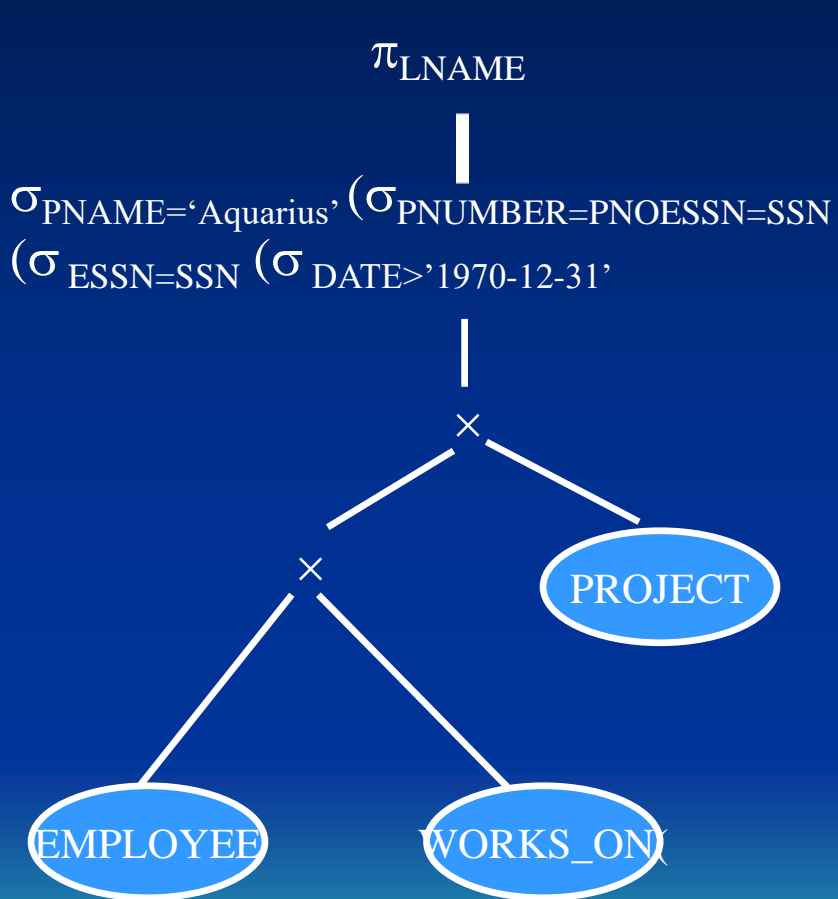 πLNAME
σPNAME=‘Aquarius’ (σPNUMBER=PNOESSN=SSN
(σ ESSN=SSN (σ DATE>’1970-12-31’
×
×
PROJECT
EMPLOYEE
WORKS_ON(